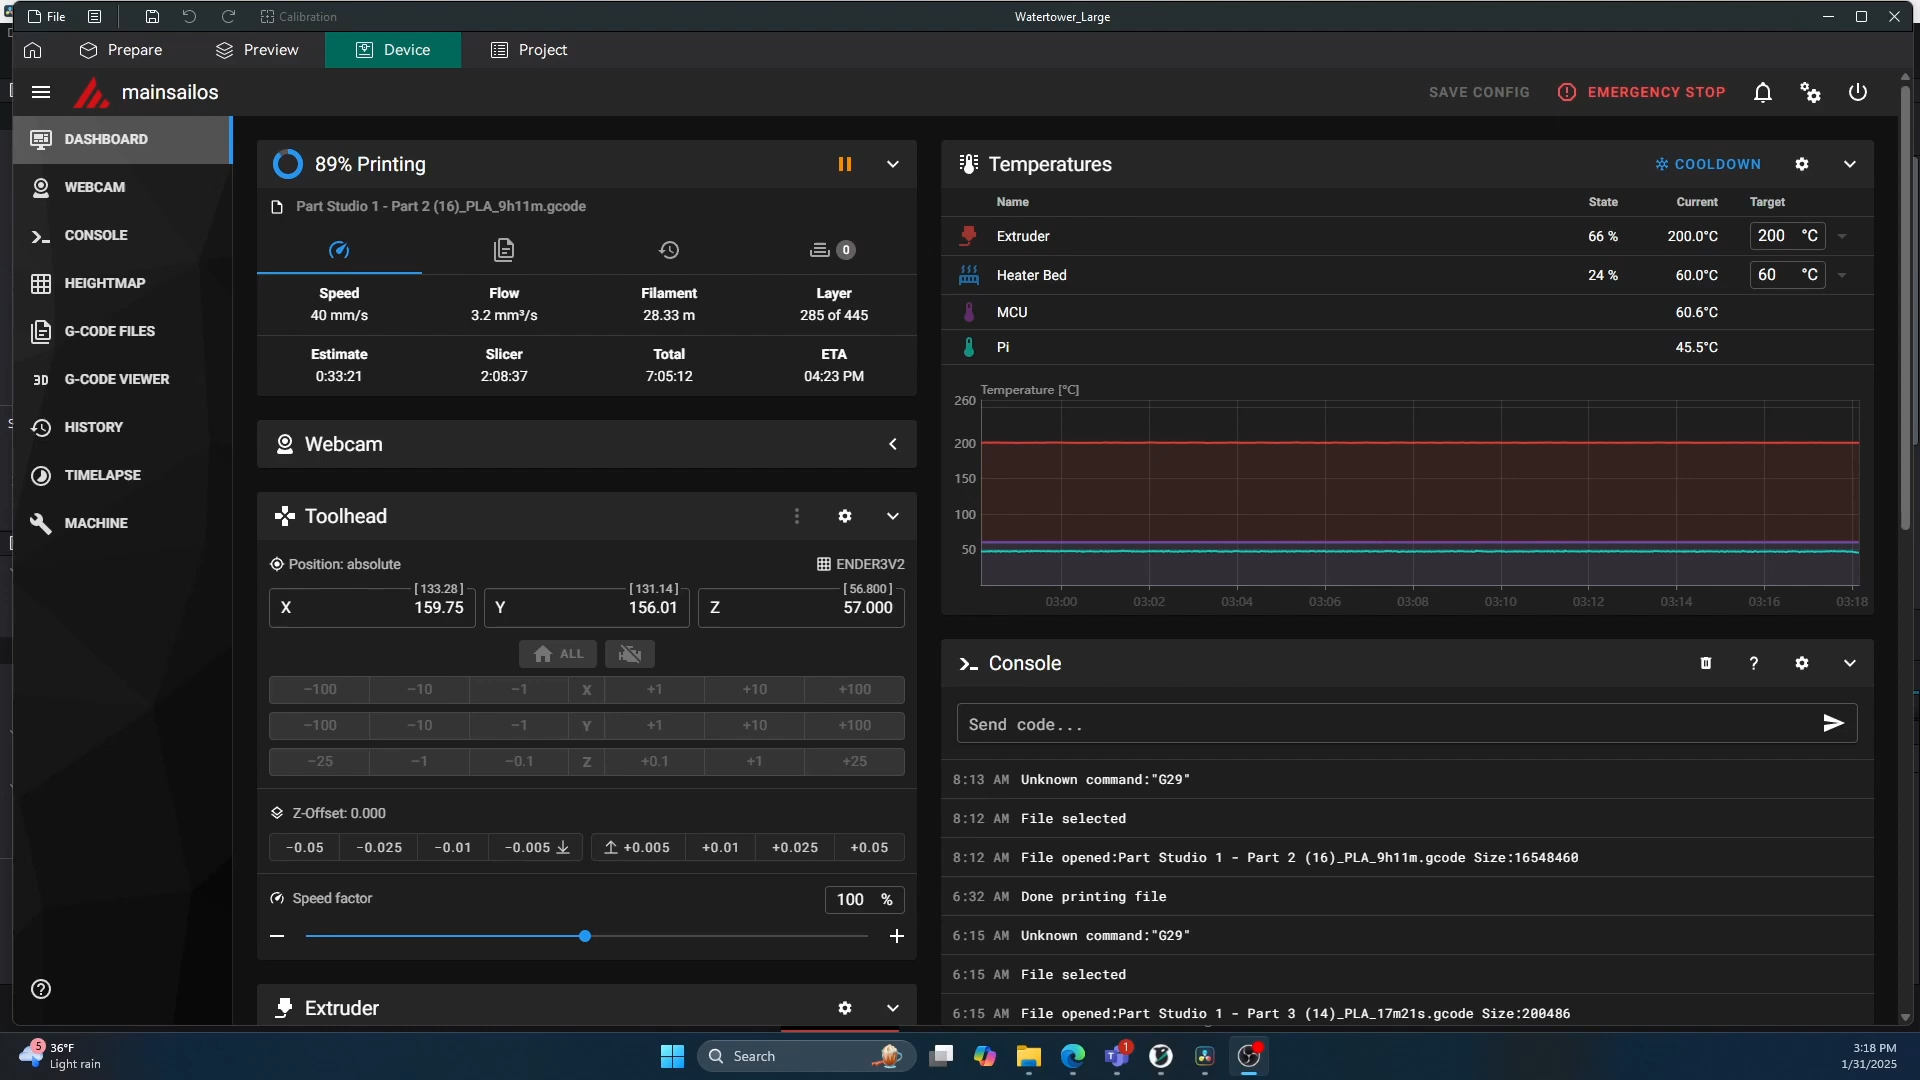 File
Calibration
Watertower_Large
Prepare
Preview
Device
Project
mainsailos
SAVE CONFIG
EMERGENCY STOP
DASHBOARD
WEBCAM
CONSOLE
HEIGHTMAP
G-CODE FILES
3D G-CODE VIEWER
HISTORY
TIMELAPSE
MACHINE
89% Printing
Part Studio 1 - Part 2 (16)_PLA_9h11m.gcode
0
Speed Flow Filament Layer
40 mm/s 3.2 mm³/s 28.33 m 285 of 445
Estimate Slicer Total ETA
0:33:21 2:08:37 7:05:12 04:23 PM
Webcam
Toolhead
Position: absolute ENDER3V2
[ 133.28 ] [ 131.14 ] [ 56.800 ]
X 159.75 Y 156.01 Z 57.000
ALL
−100 −10 −1 X +1 +10 +100
−100 −10 −1 Y +1 +10 +100
−25 −1 −0.1 Z +0.1 +1 +25
Z-Offset: 0.000
−0.05 −0.025 −0.01 −0.005 +0.005 +0.01 +0.025 +0.05
Speed factor 100 %
Extruder
Temperatures
COOLDOWN
Name State Current Target
Extruder 66 % 200.0°C 200 °C
Heater Bed 24 % 60.0°C 60 °C
MCU 60.6°C
Pi 45.5°C
Temperature [°C]
260
200
150
100
50
03:00 03:02 03:04 03:06 03:08 03:10 03:12 03:14 03:16 03:18
Console
?
Send code...
8:13 AM Unknown command:"G29"
8:12 AM File selected
8:12 AM File opened:Part Studio 1 - Part 2 (16)_PLA_9h11m.gcode Size:16548460
6:32 AM Done printing file
6:15 AM Unknown command:"G29"
6:15 AM File selected
6:15 AM File opened:Part Studio 1 - Part 3 (14)_PLA_17m21s.gcode Size:200486
5
36°F
Light rain
Search
1
3:18 PM
1/31/2025